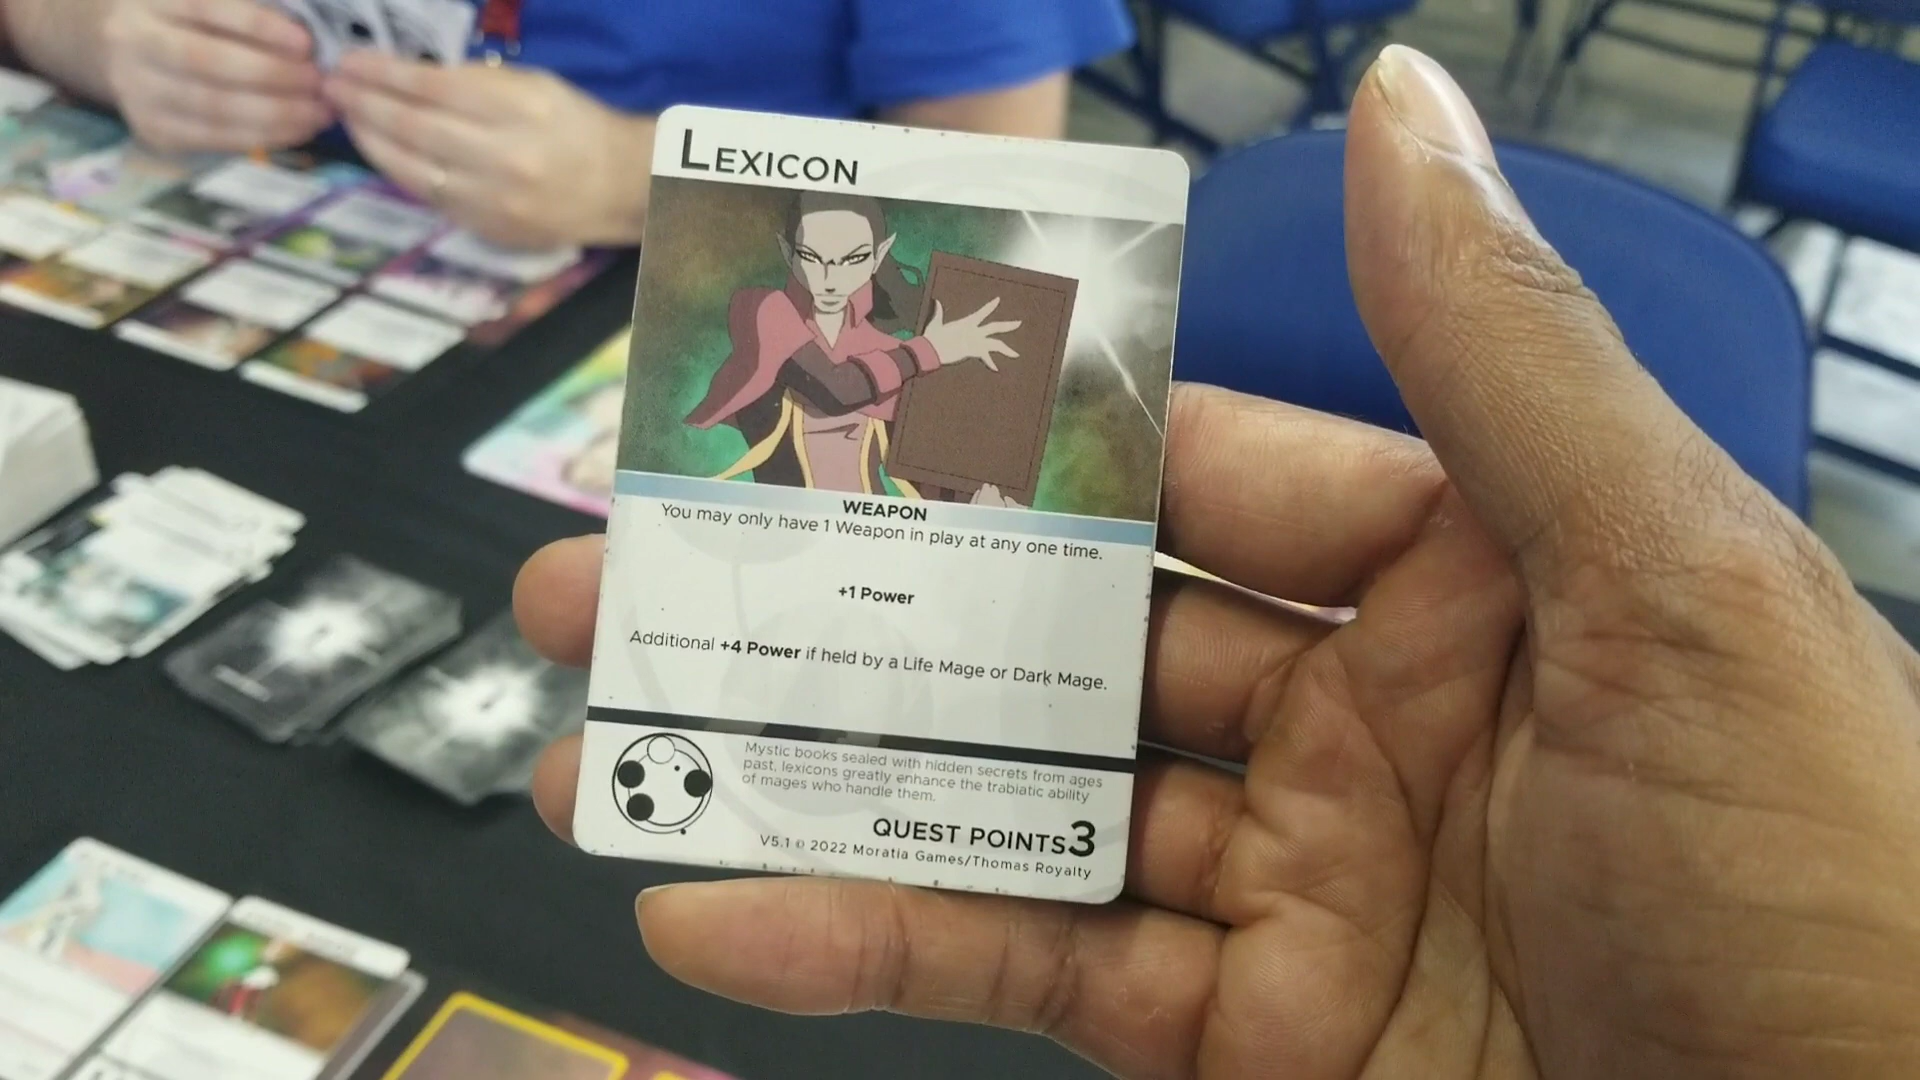 LEXICON
WEAPON
You may only have 1 Weapon in play at any one time.
+1 Power
Additional +4 Power if held by a Life Mage or Dark Mage.
Mystic books sealed with hidden secrets from ages
past, lexicons greatly enhance the trabiatic ability
of mages who handle them.
QUEST POINTS 3
V5.1 © 2022 Moratia Games/Thomas Royalty